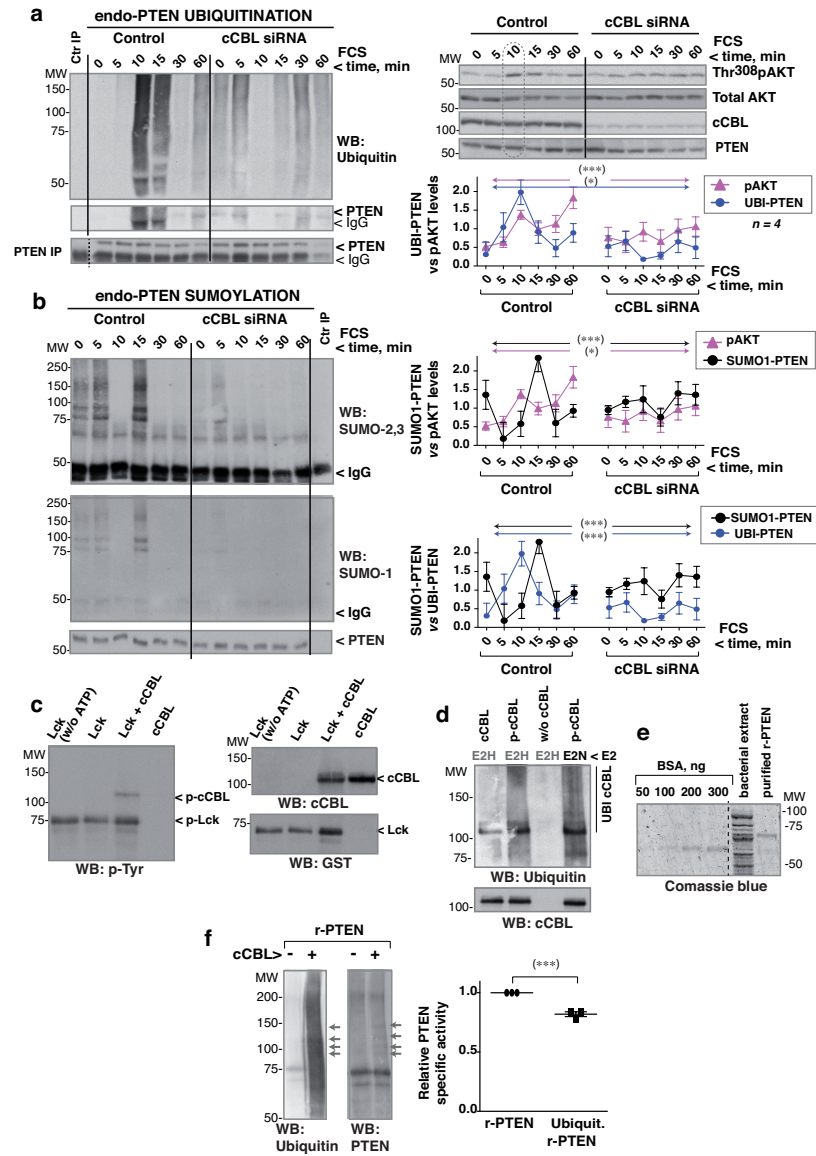 a
endo-PTEN UBIQUITINATION
Ctr IP
Control
cCBL siRNA
0 5 10 15 30 60 0 5 10 15 30 60
FCS
< time, min
MW
150-
100-
75-
50-
WB:
Ubiquitin
< PTEN
< IgG
PTEN IP
< PTEN
< IgG
Control
cCBL siRNA
0 5 10 15 30 60 0 5 10 15 30 60
FCS
< time, min
MW
50-
Thr308pAKT
Total AKT
100-
cCBL
50-
PTEN
(***)
(*)
UBI-PTEN
vs pAKT levels
2.0
1.5
1.0
0.5
0.0
pAKT
UBI-PTEN
n = 4
0 5 10 15 30 60 0 5 10 15 30 60
FCS
< time, min
Control
cCBL siRNA
b
endo-PTEN SUMOYLATION
Control
cCBL siRNA
Ctr IP
0 5 10 15 30 60 0 5 10 15 30 60
FCS
< time, min
MW
250-
150-
100-
75-
50-
WB:
SUMO-2,3
< IgG
250-
150-
100-
75-
50-
WB:
SUMO-1
< IgG
50-
< PTEN
(***)
(*)
SUMO1-PTEN
vs pAKT levels
2.0
1.5
1.0
0.5
0.0
pAKT
SUMO1-PTEN
0 5 10 15 30 60 0 5 10 15 30 60
FCS
< time, min
Control
cCBL siRNA
(***)
(***)
SUMO1-PTEN
vs UBI-PTEN
2.0
1.5
1.0
0.5
0.0
SUMO1-PTEN
UBI-PTEN
0 5 10 15 30 60 0 5 10 15 30 60
FCS
< time, min
Control
cCBL siRNA
c
Lck (w/o ATP)
Lck
Lck + cCBL
cCBL
MW
150-
100-
75-
< p-cCBL
< p-Lck
WB: p-Tyr
Lck (w/o ATP)
Lck
Lck + cCBL
cCBL
MW
150-
100-
< cCBL
WB: cCBL
75-
< Lck
WB: GST
d
cCBL
p-cCBL
w/o cCBL
p-cCBL
E2H E2H E2H E2N < E2
MW
150-
100-
75-
UBI cCBL
WB: Ubiquitin
100-
WB: cCBL
e
BSA, ng
50 100 200 300
bacterial extract
purified r-PTEN
MW
-100
-75
-50
Comassie blue
f
r-PTEN
cCBL> - + - +
MW
200-
150-
100-
75-
50-
WB:
Ubiquitin
WB:
PTEN
(***)
Relative PTEN
specific activity
1.0
0.5
0.0
r-PTEN
Ubiquit.
r-PTEN